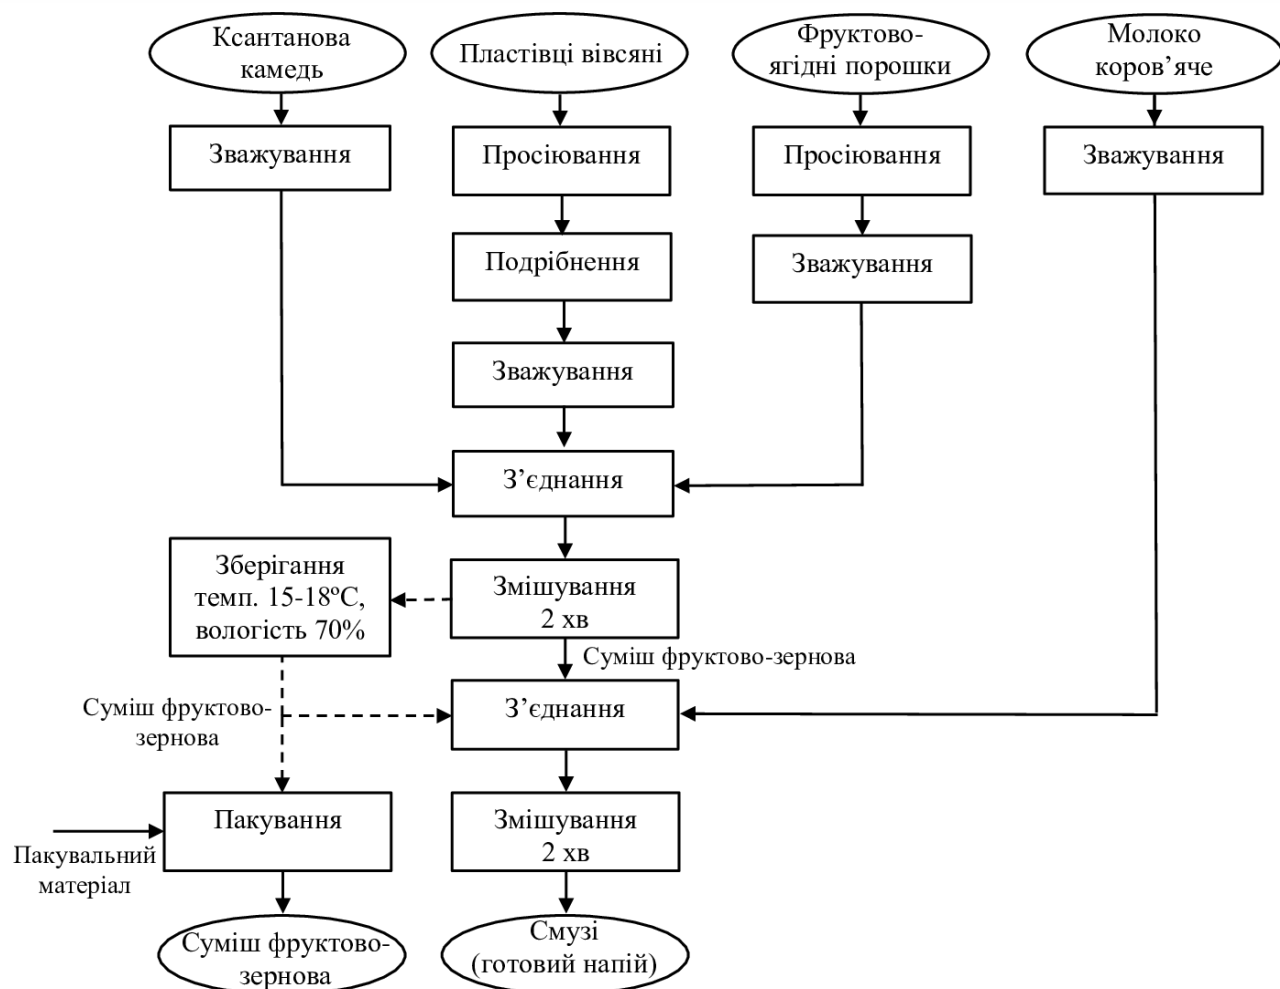 Ксантанова
камедь
Пластівці вівсяні
Фруктово-
ягідні порошки
Молоко
коров’яче
Зважування
Просіювання
Просіювання
Зважування
Подрібнення
Зважування
Зважування
З’єднання
Зберігання
темп. 15-18ºС,
вологість 70%
Змішування
2 хв
Суміш фруктово-зернова
Суміш фруктово-
зернова
З’єднання
Пакування
Змішування
2 хв
Пакувальний
матеріал
Суміш фруктово-
зернова
Смузі
(готовий напій)